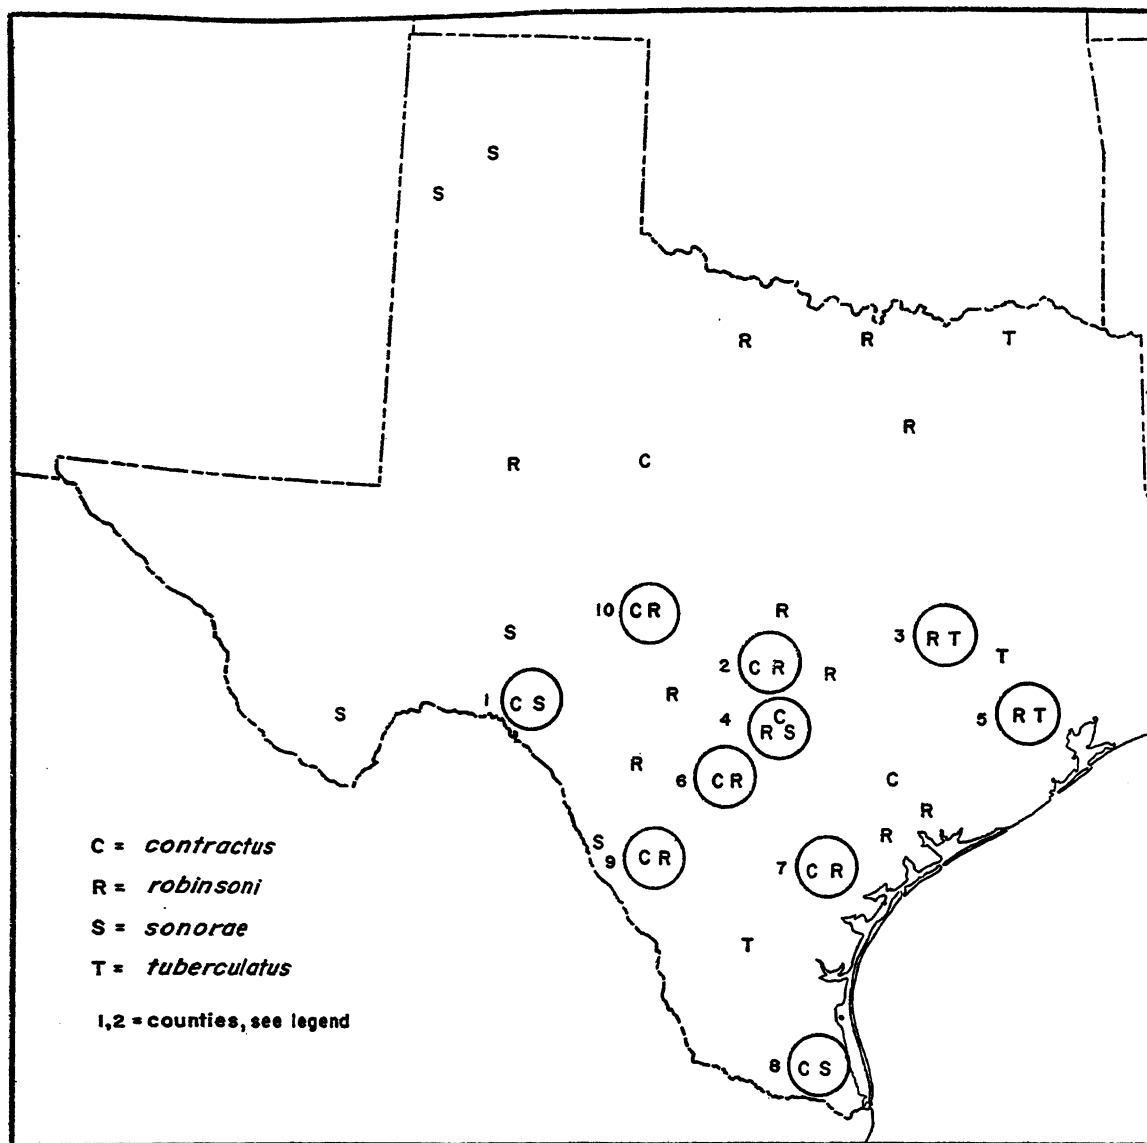 S
S
R R T
R
R C
10 C R R
3 R T
S
2 C R
T
R
R
1 C S
S
4 C
R S
5 R T
R
6 C R
C
R
R
S
9 C R
7 C R
T
8 C S
C = contractus
R = robinsoni
S = sonorae
T = tuberculatus
1,2 = counties, see legend